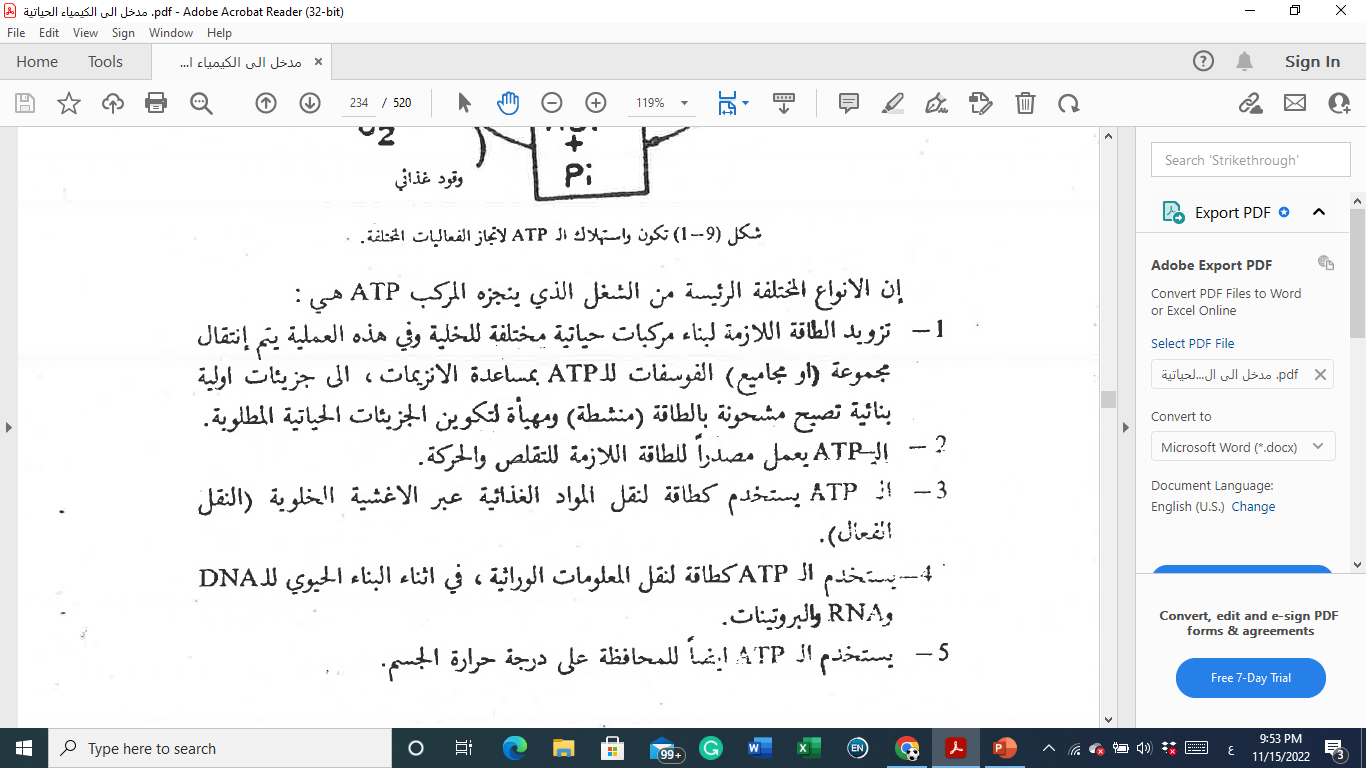 مدخل الى الكيمياء الحياتية .pdf - Adobe Acrobat Reader (32-bit)
File Edit View Sign Window Help
Home Tools مدخل الى الكيمياء ا... ×
Sign In
234 / 520 119%
Pi
+
وقود غذائي
شكل (9-1) تكون واستهلاك الـ ATP لانجاز الفعاليات المختلفة.
إن الانواع المختلفة الرئيسة من الشغل الذي ينجزه المركب ATP هي :
1- تزويد الطاقة اللازمة لبناء مركبات حياتية مختلفة للخلية وفي هذه العملية يتم إنتقال
مجموعة (او مجاميع) الفوسفات للـ ATP بمساعدة الانزيمات ، الى جزيئات اولية
بنائية تصبح مشحونة بالطاقة (منشطة) ومهيأة لتكوين الجزيئات الحياتية المطلوبة.
2- الـ ATP يعمل مصدراً للطاقة اللازمة للتقلص والحركة.
3- الـ ATP يستخدم كطاقة لنقل المواد الغذائية عبر الاغشية الخلوية (النقل
الفعال).
4- يستخدم الـ ATP كطاقة لنقل المعلومات الوراثية ، في اثناء البناء الحيوي للـ DNA
و RNA والبروتينات.
5- يستخدم الـ ATP ايضاً للمحافظة على درجة حرارة الجسم.
Search 'Strikethrough'
Export PDF
Adobe Export PDF
Convert PDF Files to Word
or Excel Online
Select PDF File
مدخل الى ال...لحياتية .pdf
Convert to
Microsoft Word (*.docx)
Document Language:
English (U.S.) Change
Convert, edit and e-sign PDF
forms & agreements
Free 7-Day Trial
Type here to search
99+
EN
ع
9:53 PM
11/15/2022
3